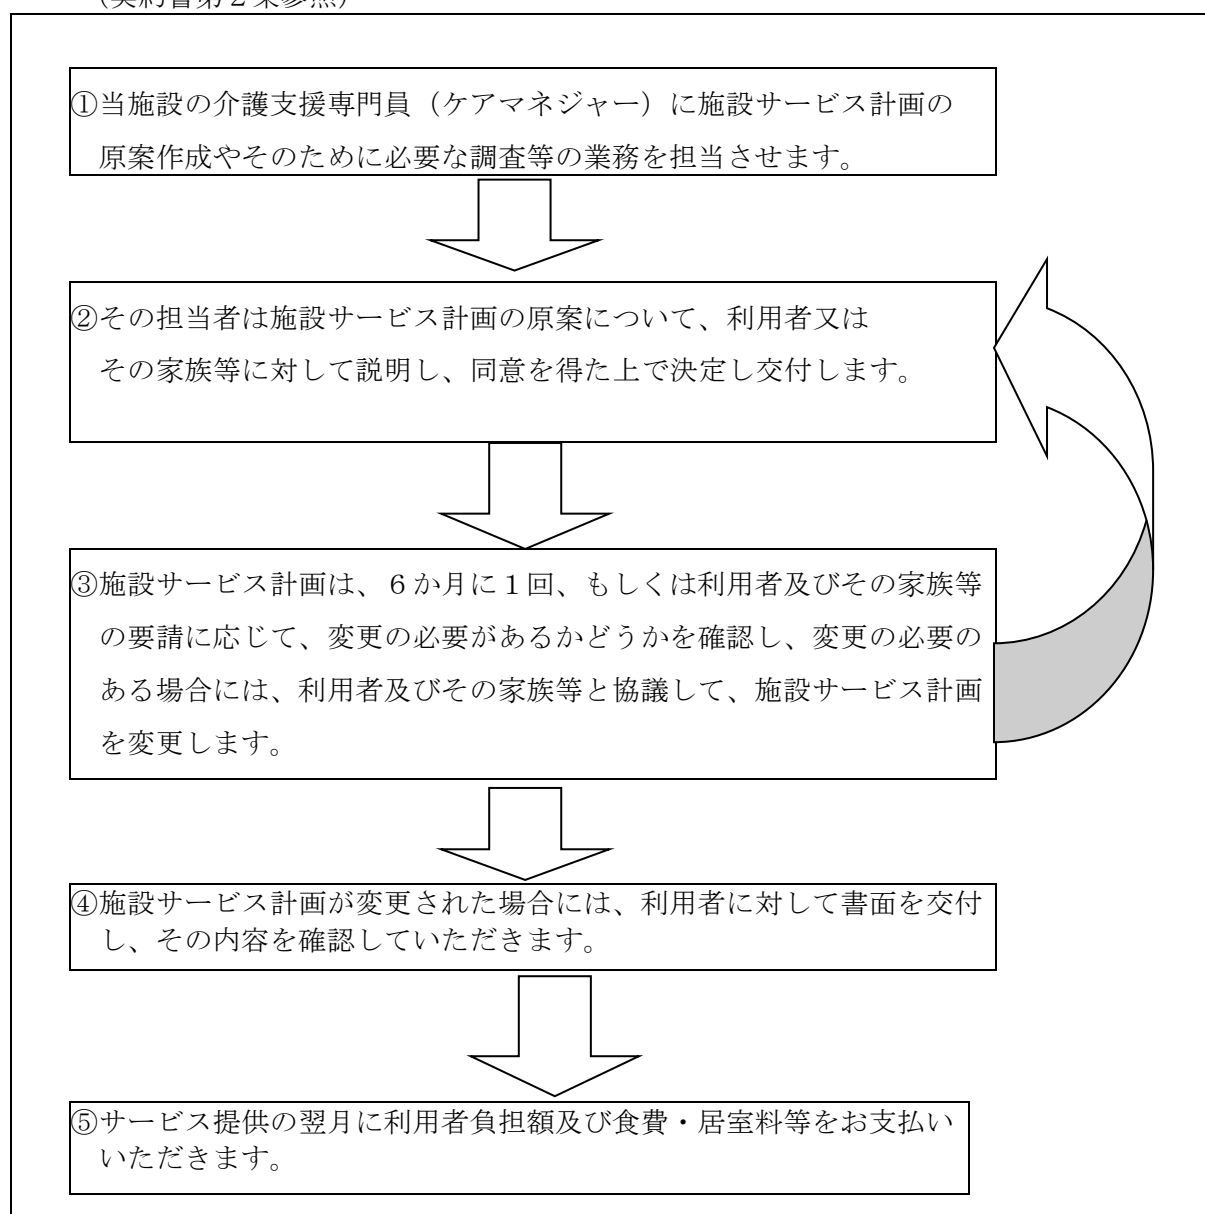 （契約書第２条参照）
①当施設の介護支援専門員（ケアマネジャー）に施設サービス計画の
原案作成やそのために必要な調査等の業務を担当させます。
②その担当者は施設サービス計画の原案について、利用者又は
その家族等に対して説明し、同意を得た上で決定し交付します。
③施設サービス計画は、６か月に１回、もしくは利用者及びその家族等
の要請に応じて、変更の必要があるかどうかを確認し、変更の必要の
ある場合には、利用者及びその家族等と協議して、施設サービス計画
を変更します。
④施設サービス計画が変更された場合には、利用者に対して書面を交付
し、その内容を確認していただきます。
⑤サービス提供の翌月に利用者負担額及び食費・居室料等をお支払い
いただきます。